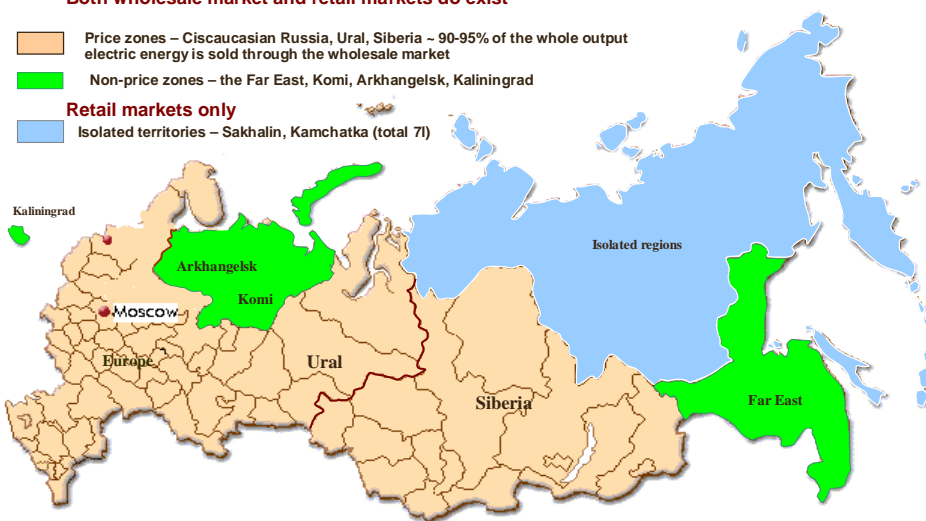 Both wholesale market and retail markets do exist
Price zones – Ciscaucasian Russia, Ural, Siberia ~ 90-95% of the whole output
electric energy is sold through the wholesale market
Non-price zones – the Far East, Komi, Arkhangelsk, Kaliningrad
Retail markets only
Isolated territories – Sakhalin, Kamchatka (total 7l)
Kaliningrad
Isolated regions
Arkhangelsk
Komi
Moscow
Europe
Ural
Siberia
Far East